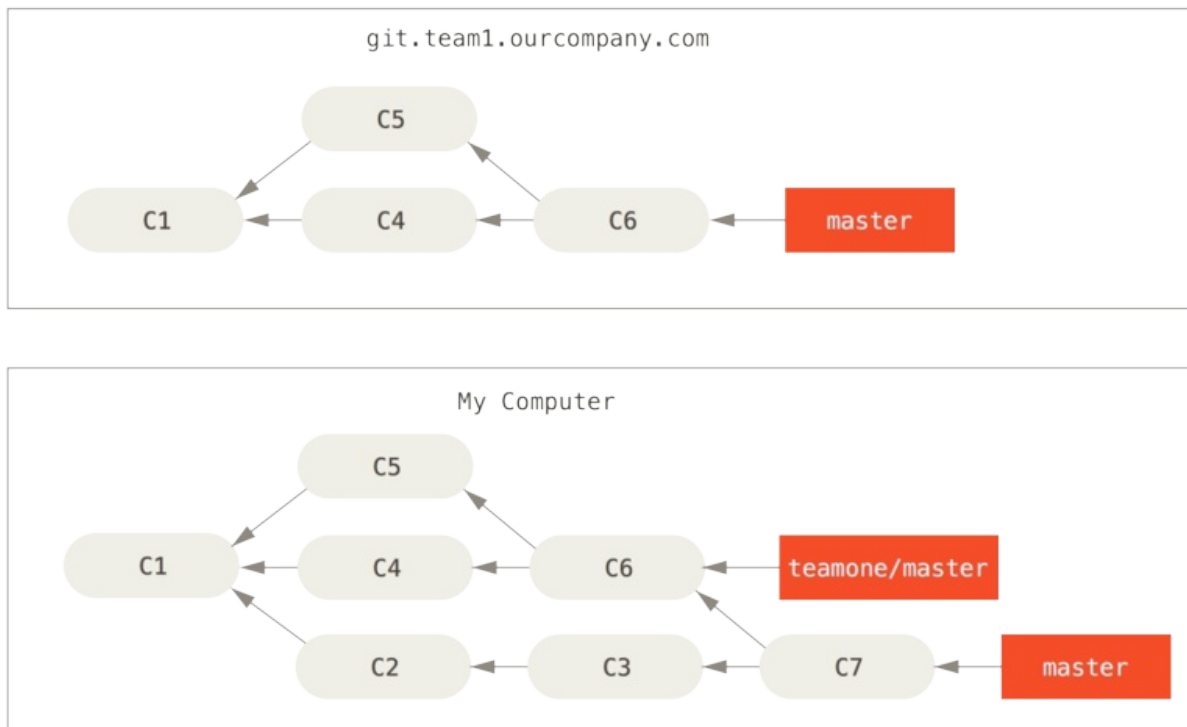 git.team1.ourcompany.com
C5
C1 C4 C6 master
My Computer
C5
C1 C4 C6 teamone/master
C2 C3 C7 master